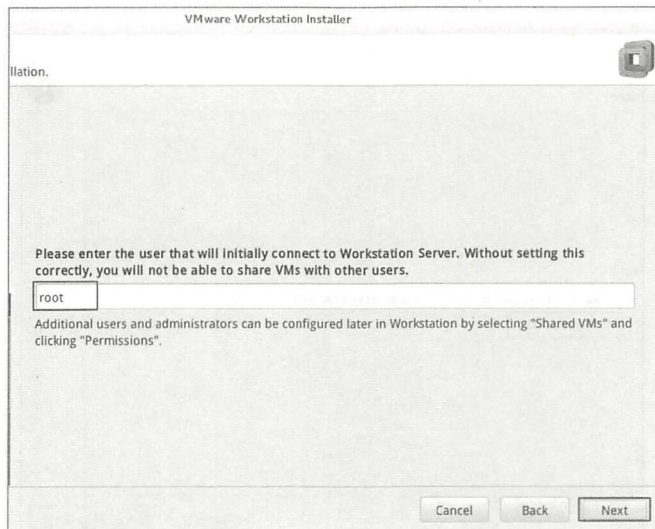 VMware Workstation Installer
llation.
Please enter the user that will initially connect to Workstation Server. Without setting this
correctly, you will not be able to share VMs with other users.
root
Additional users and administrators can be configured later in Workstation by selecting "Shared VMs" and
clicking "Permissions".
Cancel Back Next